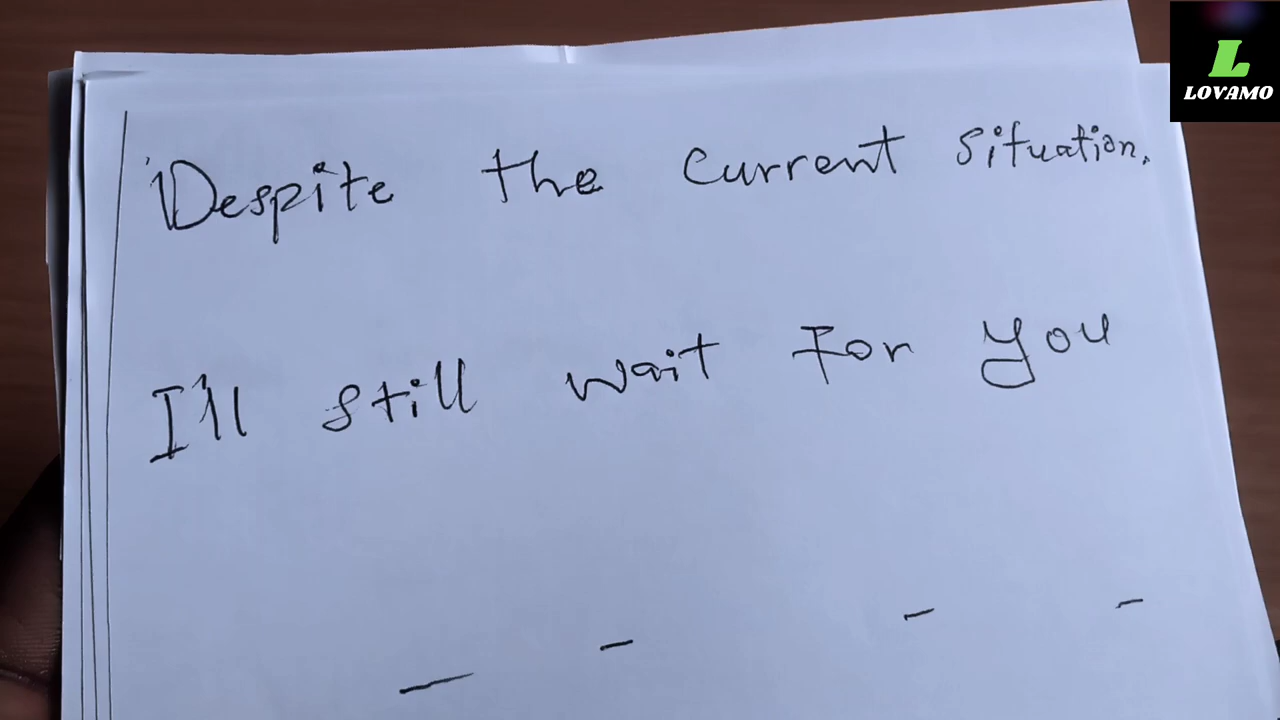 Despite the current situation.
I'll still wait for you
L
LOVAMO